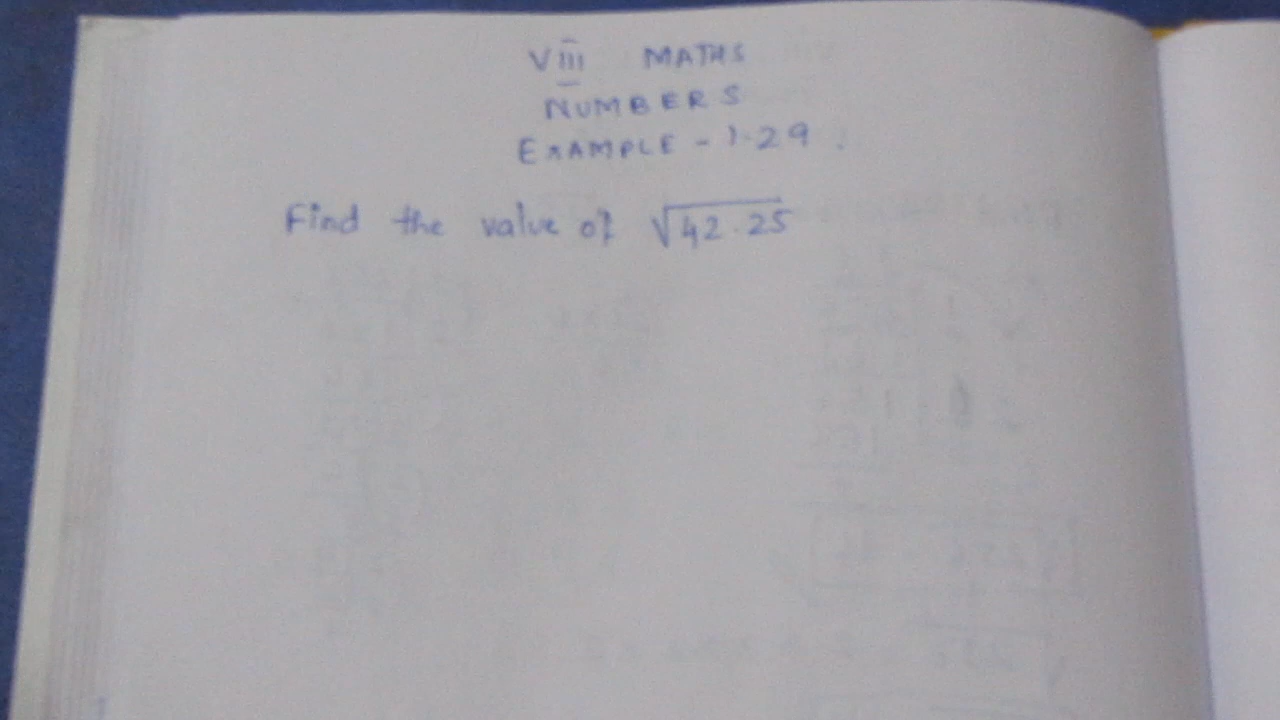 VIII MATHS
NUMBERS
EXAMPLE - 1.29.
Find the value of √42.25